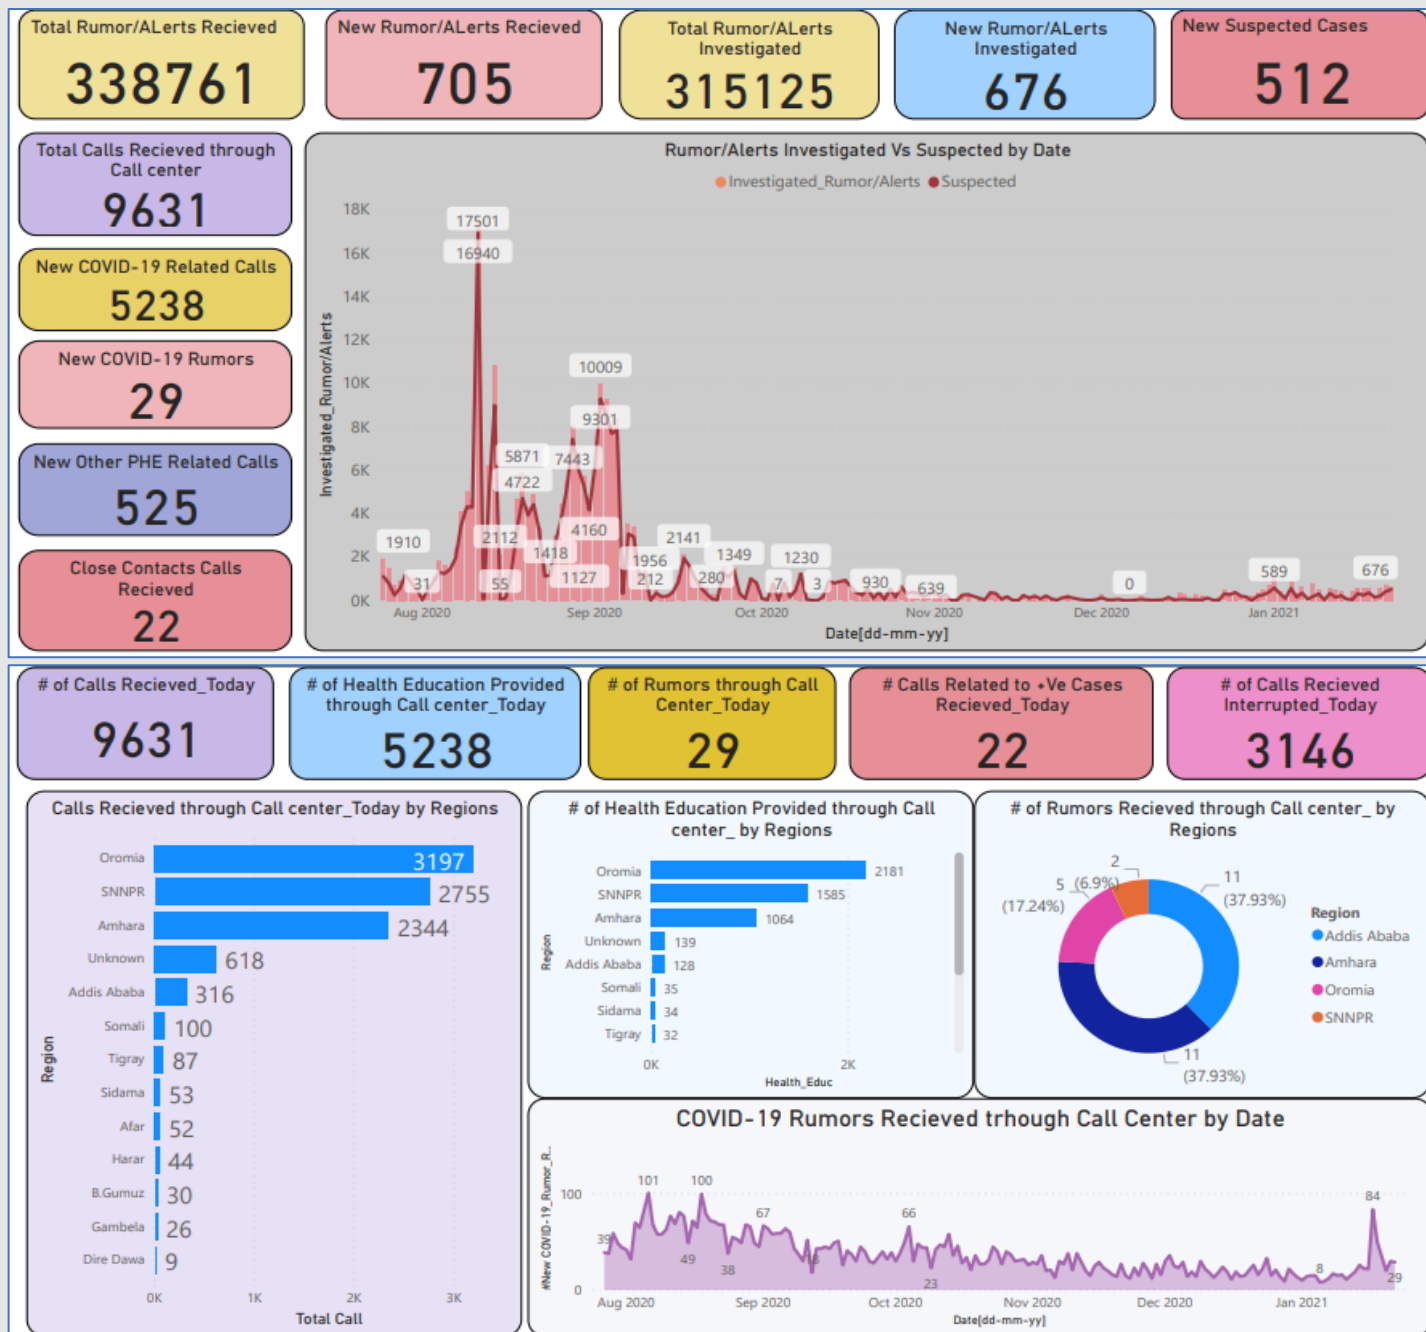 Total Rumor/ALerts Recieved
338761
New Rumor/ALerts Recieved
705
Total Rumor/ALerts
Investigated
315125
New Rumor/ALerts
Investigated
676
New Suspected Cases
512
Total Calls Recieved through
Call center
9631
New COVID-19 Related Calls
5238
New COVID-19 Rumors
29
New Other PHE Related Calls
525
Close Contacts Calls
Recieved
22
Rumor/Alerts Investigated Vs Suspected by Date
Investigated_Rumor/Alerts Suspected
Investigated_Rumor/Alerts
18K
16K
14K
12K
10K
8K
6K
4K
2K
0K
17501
16940
10009
9301
5871
7443
4722
4160
2112
1910
1418
1956
2141
1349
1230
31
55
1127
212
280
7
3
930
639
0
589
676
Aug 2020 Sep 2020 Oct 2020 Nov 2020 Dec 2020 Jan 2021
Date[dd-mm-yy]
# of Calls Recieved_Today
9631
# of Health Education Provided
through Call center_Today
5238
# of Rumors through Call
Center_Today
29
# Calls Related to +Ve Cases
Recieved_Today
22
# of Calls Recieved
Interrupted_Today
3146
Calls Recieved through Call center_Today by Regions
Region
Oromia 3197
SNNPR 2755
Amhara 2344
Unknown 618
Addis Ababa 316
Somali 100
Tigray 87
Sidama 53
Afar 52
Harar 44
B.Gumuz 30
Gambela 26
Dire Dawa 9
0K 1K 2K 3K
Total Call
# of Health Education Provided through Call
center_ by Regions
Region
Oromia 2181
SNNPR 1585
Amhara 1064
Unknown 139
Addis Ababa 128
Somali 35
Sidama 34
Tigray 32
0K 2K
Health_Educ
# of Rumors Recieved through Call center_ by
Regions
2
(6.9%)
5
(17.24%)
11
(37.93%)
11
(37.93%)
Region
Addis Ababa
Amhara
Oromia
SNNPR
COVID-19 Rumors Recieved trhough Call Center by Date
#New COVID-19_Rumor_R...
100
0
39
101
49
100
38
67
18
66
23
8
84
29
Aug 2020 Sep 2020 Oct 2020 Nov 2020 Dec 2020 Jan 2021
Date[dd-mm-yy]